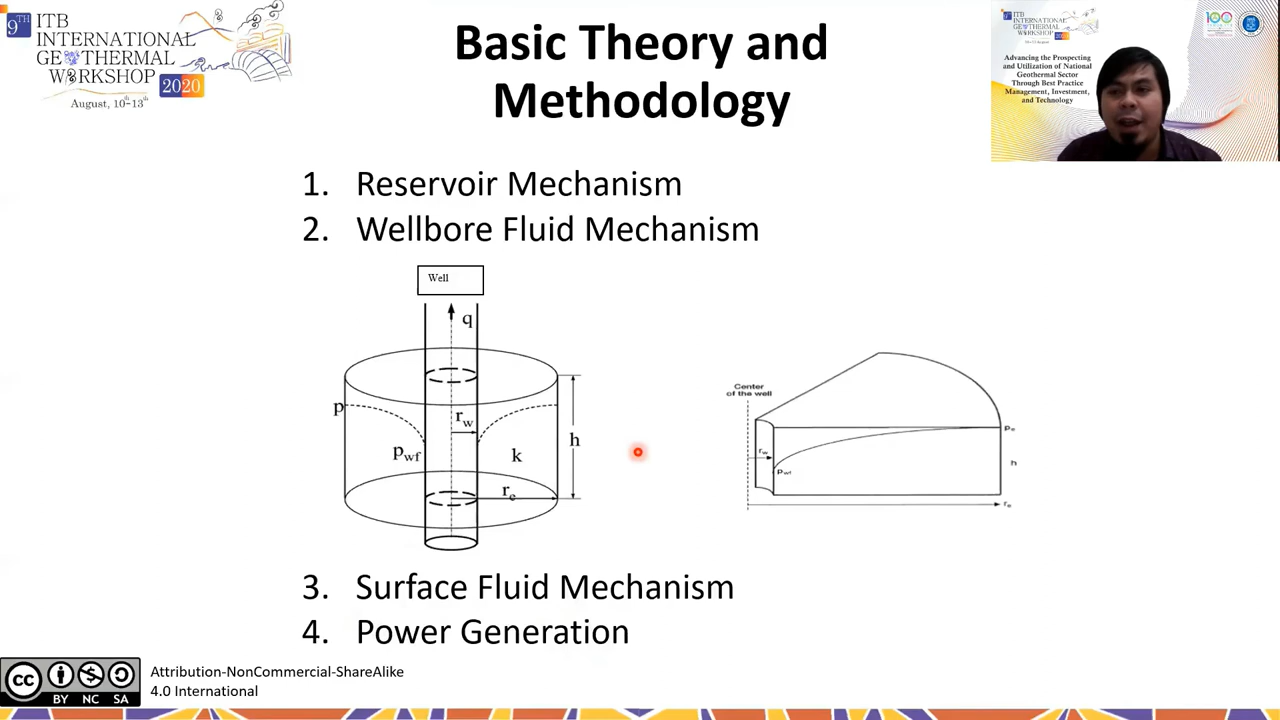 9TH
ITB
INTERNATIONAL
GEOTHERMAL
WORKSHOP
2020
August, 10th-13th
Basic Theory and
Methodology
ITB
INTERNATIONAL
GEOTHERMAL
WORKSHOP
100
Advancing the Prospecting
and Utilization of National
Geothermal Sector
Through Best Practice
Management, Investment,
and Technology
1. Reservoir Mechanism
2. Wellbore Fluid Mechanism
Well
q
p
rw
h
pwf
k
re
Center
of the well
rw
Pwf
Pe
h
re
3. Surface Fluid Mechanism
4. Power Generation
cc
BY NC SA
Attribution-NonCommercial-ShareAlike
4.0 International